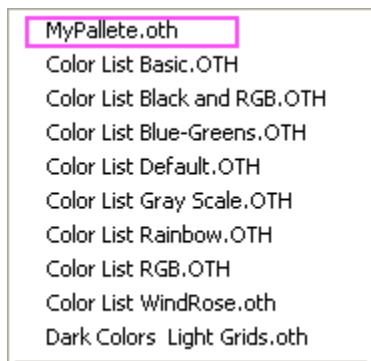 MyPallete.oth
Color List Basic.OTH
Color List Black and RGB.OTH
Color List Blue-Greens.OTH
Color List Default.OTH
Color List Gray Scale.OTH
Color List Rainbow.OTH
Color List RGB.OTH
Color List WindRose.oth
Dark Colors  Light Grids.oth